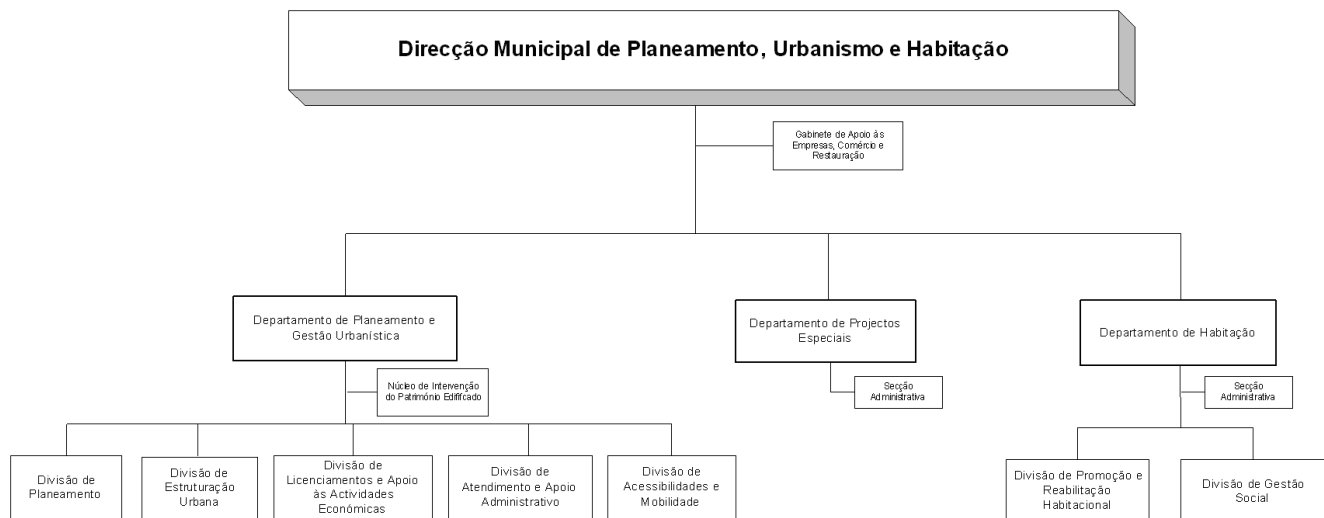 Direcção Municipal de Planeamento, Urbanismo e Habitação
Gabinete de Apoio às
Empresas, Comércio e
Restauração
Departamento de Planeamento e
Gestão Urbanística
Departamento de Projectos
Especiais
Departamento de Habitação
Núcleo de Intervenção
do Património Edififcado
Secção
Administrativa
Secção
Administrativa
Divisão de
Planeamento
Divisão de
Estruturação
Urbana
Divisão de
Licenciamentos e Apoio
às Actividades
Económicas
Divisão de
Atendimento e Apoio
Administrativo
Divisão de
Acessibilidades e
Mobilidade
Divisão de Promoção e
Reabilitação
Habitacional
Divisão de Gestão
Social